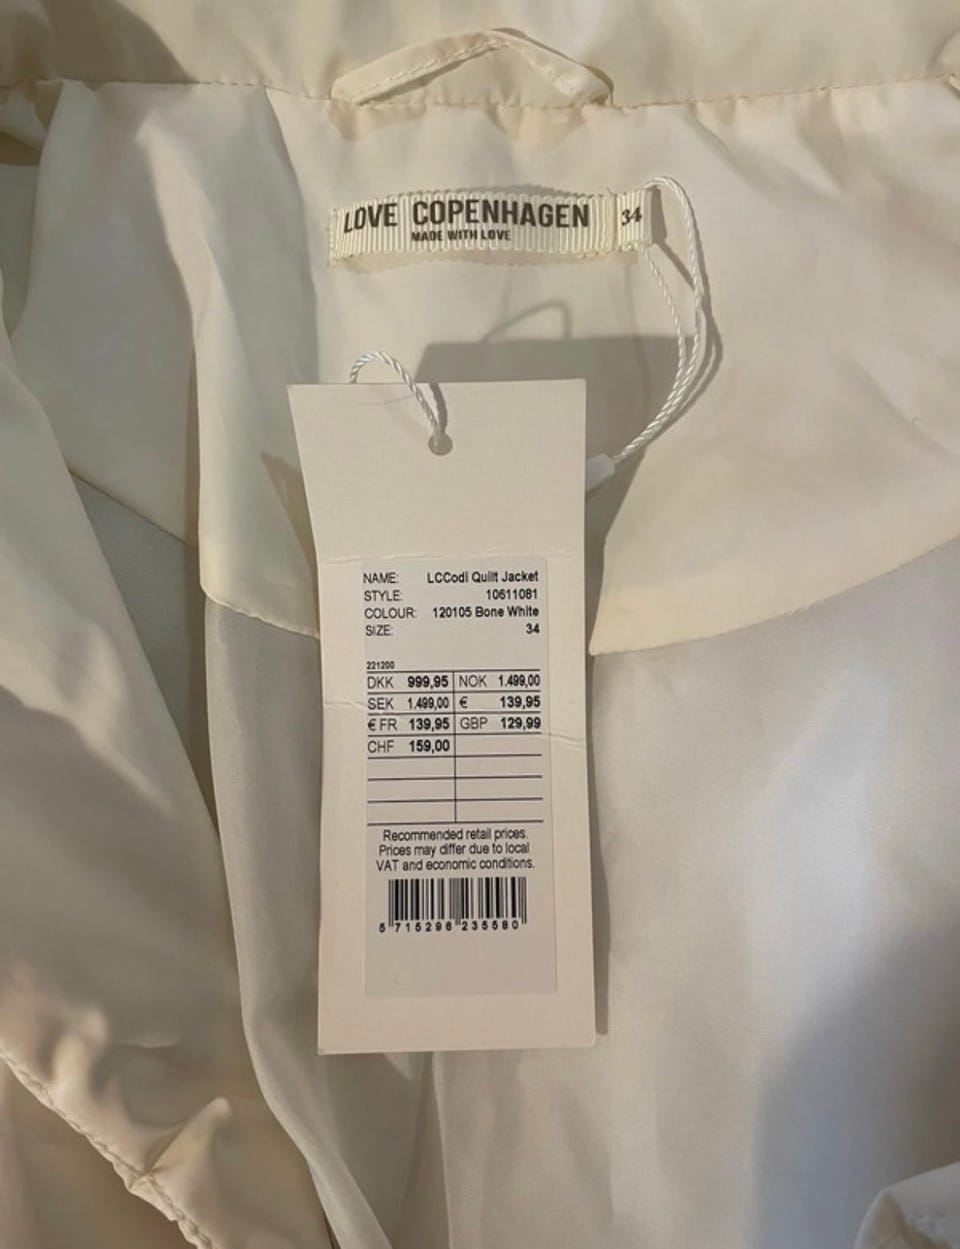 LOVE COPENHAGEN 34
MADE WITH LOVE
NAME: LCCodi Quilt Jacket
STYLE: 10611081
COLOUR: 120105 Bone White
SIZE: 34
221200
DKK 999,95 NOK 1.499,00
SEK 1.499,00 € 139,95
€ FR 139,95 GBP 129,99
CHF 159,00
Recommended retail prices.
Prices may differ due to local
VAT and economic conditions.
5 715296 235580